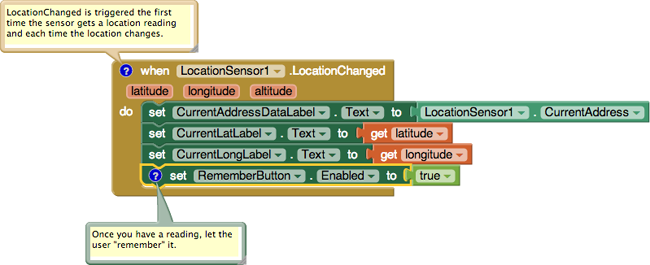 LocationChanged is triggered the first
time the sensor gets a location reading
and each time the location changes.
? when LocationSensor1 .LocationChanged
latitude longitude altitude
do set CurrentAddressDataLabel . Text to LocationSensor1 . CurrentAddress
set CurrentLatLabel . Text to get latitude
set CurrentLongLabel . Text to get longitude
? set RememberButton . Enabled to true
Once you have a reading, let the
user "remember" it.